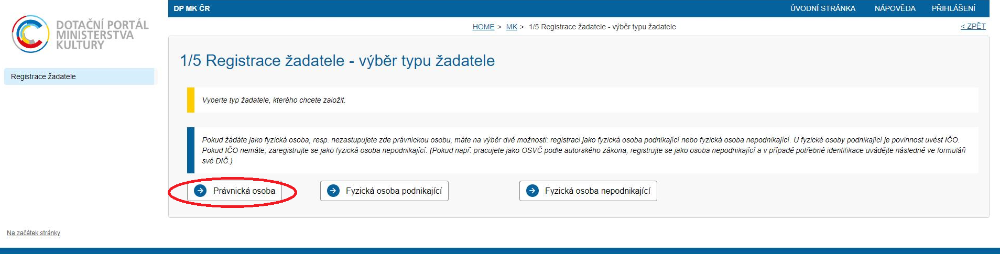 DP MK ČR
ÚVODNÍ STRÁNKA NÁPOVĚDA PŘIHLÁŠENÍ
DOTAČNÍ PORTÁL
MINISTERSTVA
KULTURY
HOME > MK > 1/5 Registrace žadatele - výběr typu žadatele
< ZPĚT
Registrace žadatele
1/5 Registrace žadatele - výběr typu žadatele
Vyberte typ žadatele, kterého chcete založit.
Pokud žádáte jako fyzická osoba, resp. nezastupujete zde právnickou osobu, máte na výběr dvě možnosti: registraci jako fyzická osoba podnikající nebo fyzická osoba nepodnikající. U fyzické osoby podnikající je povinnost uvést IČO.
Pokud IČO nemáte, zaregistrujte se jako fyzická osoba nepodnikající. (Pokud např. pracujete jako OSVČ podle autorského zákona, registrujte se jako osoba nepodnikající a v případě potřebné identifikace uvádějte následně ve formuláři
své DIČ.)
Právnická osoba
Fyzická osoba podnikající
Fyzická osoba nepodnikající
Na začátek stránky